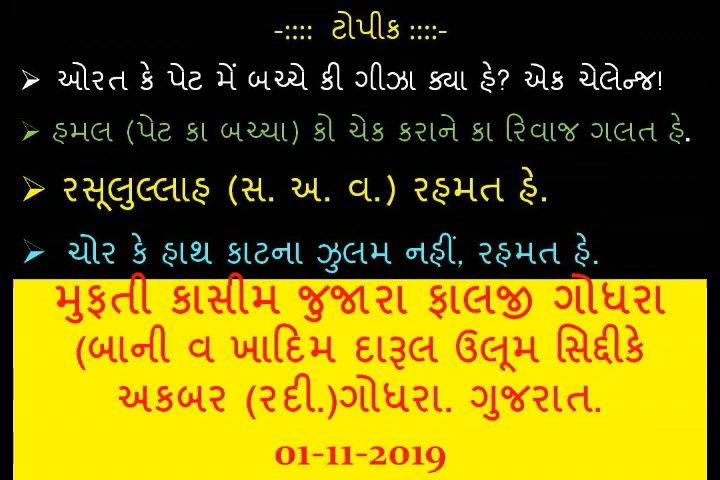 -:::: ટોપીક ::::-
➢ ઓરત કે પેટ મેં બચ્ચે કી ગીઝા ક્યા હે? એક ચેલેન્જ!
➢ હમલ (પેટ કા બચ્ચા) કો ચેક કરાને કા રિવાજ ગલત હે.
➢ રસૂલુલ્લાહ (સ. અ. વ.) રહમત હે.
➢ ચોર કે હાથ કાટના ઝુલમ નહીં, રહમત હે.
મુફતી કાસીમ જુજારા ફાલજી ગોધરા
(બાની વ ખાદિમ દારૂલ ઉલૂમ સિદ્દીકે
અકબર (રદી.)ગોધરા. ગુજરાત.
01-11-2019